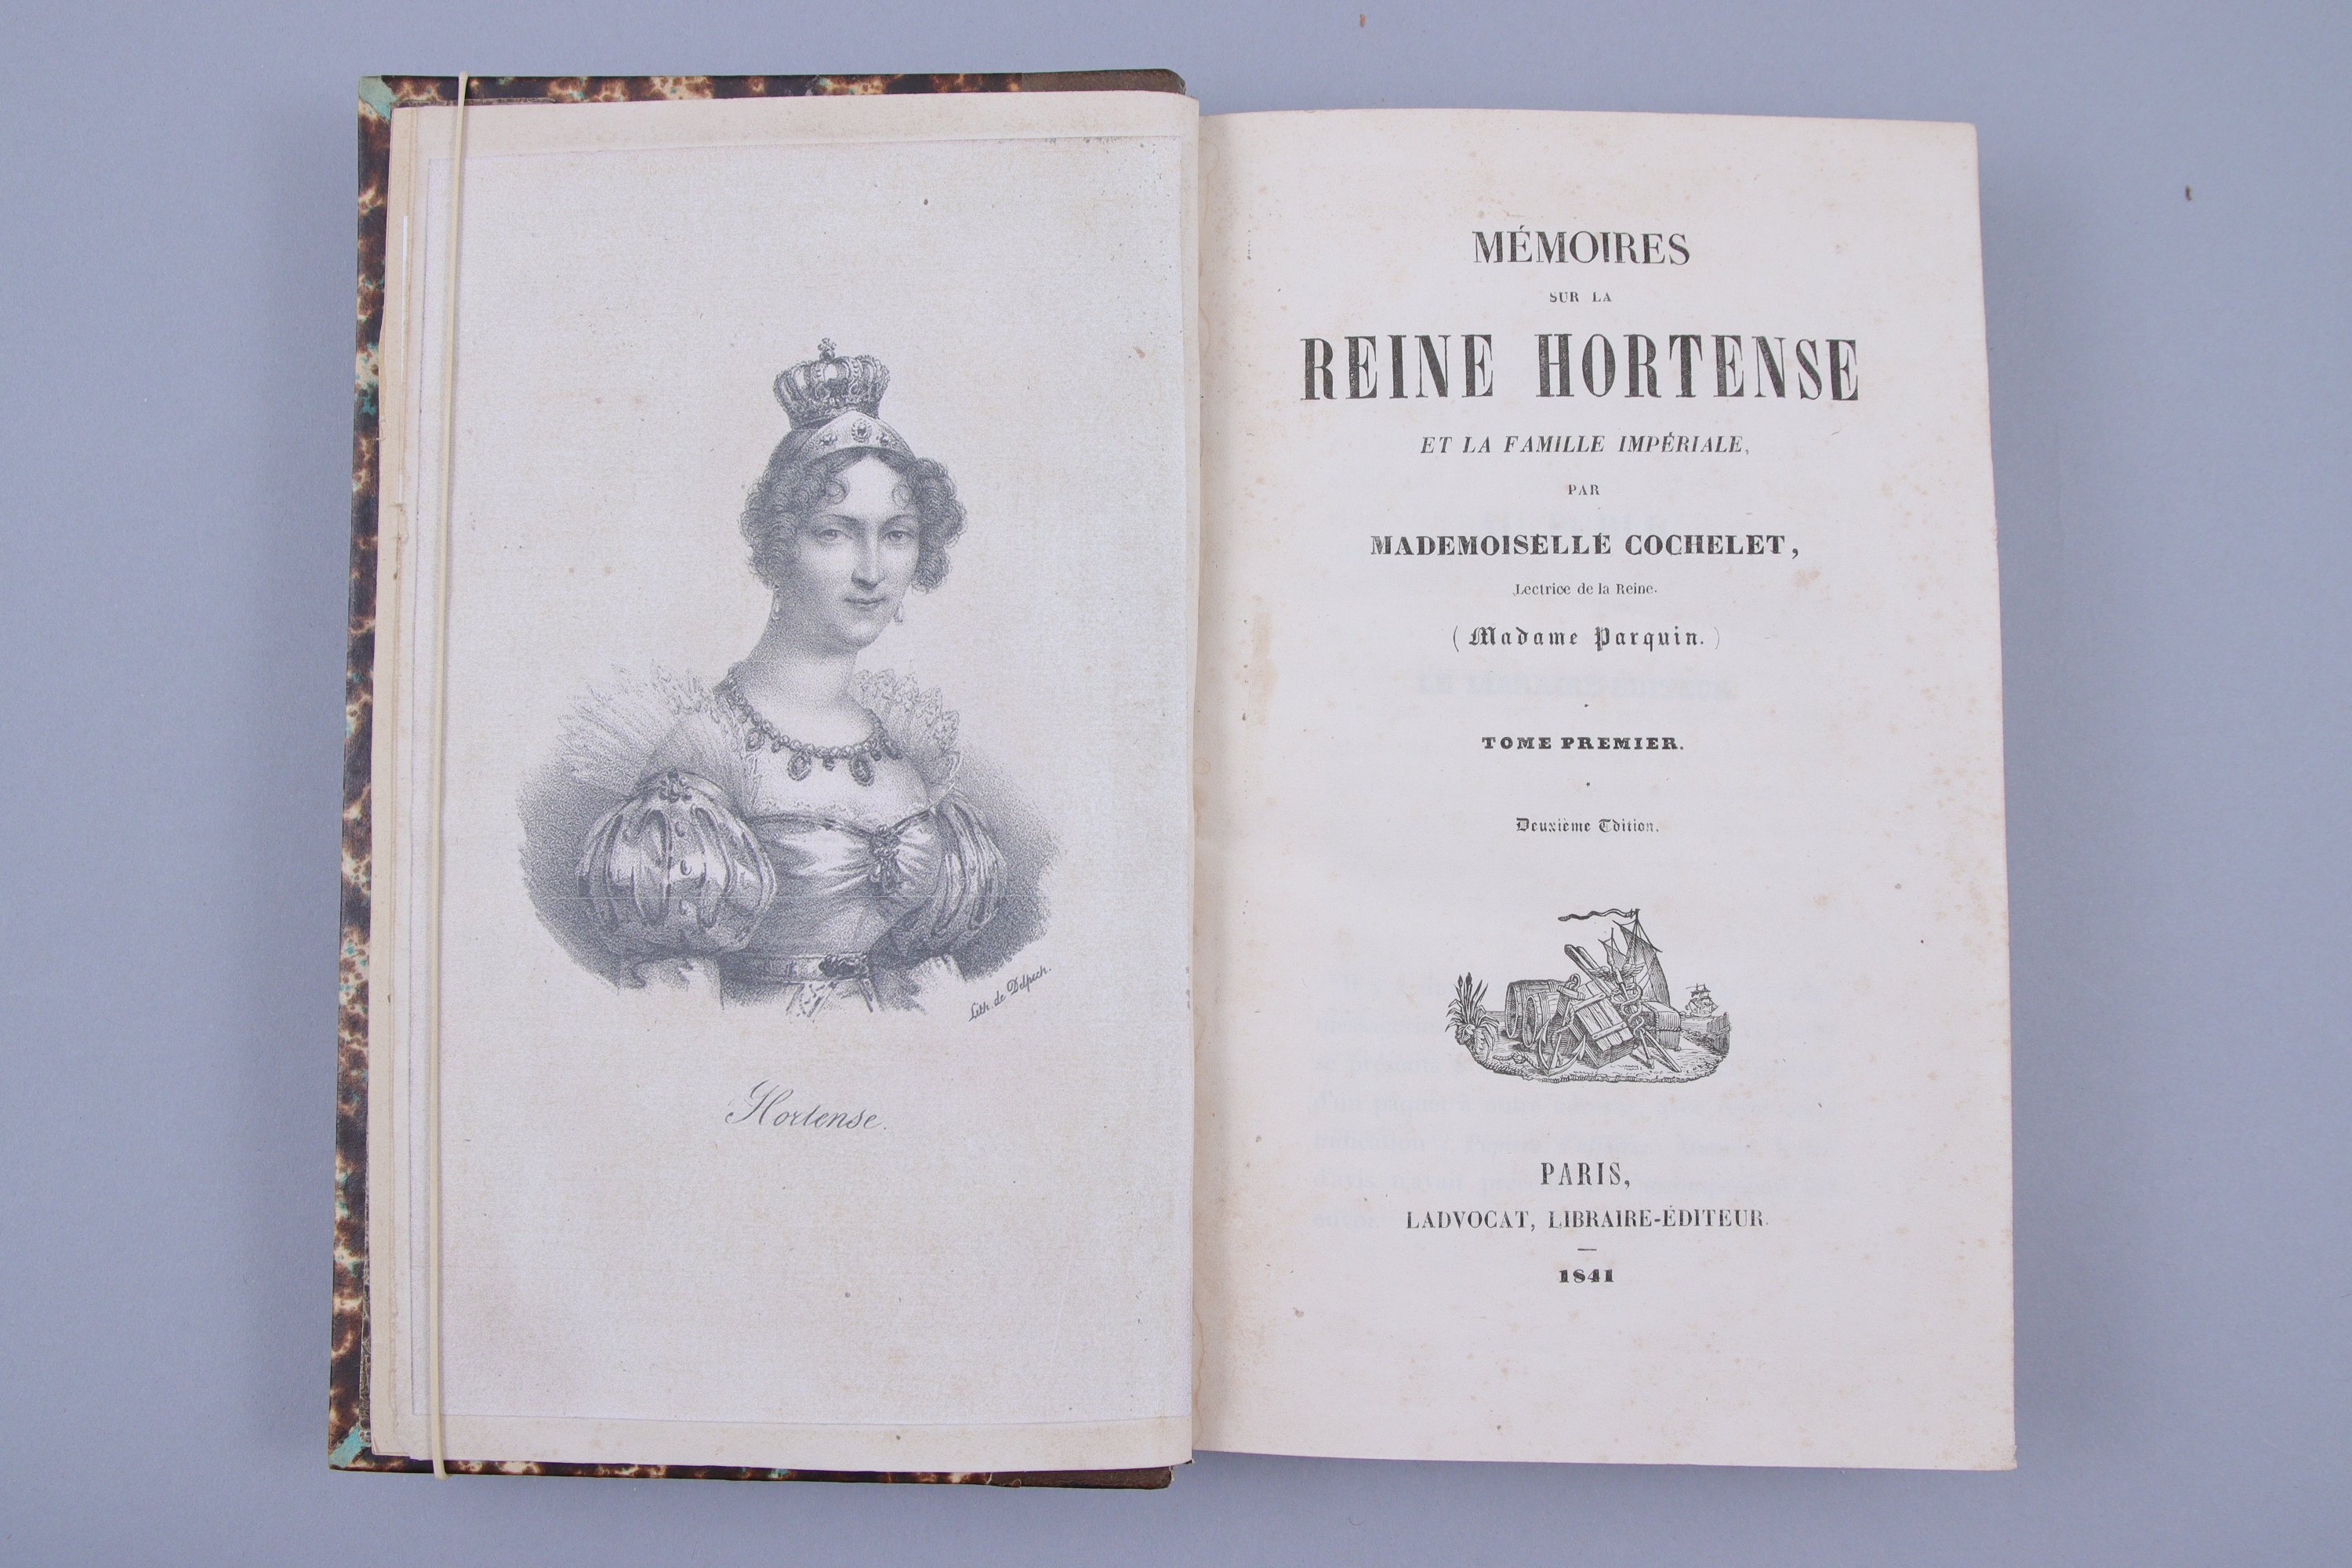 Lith. de Delpech.
Hortense.
MÉMOIRES
SUR LA
REINE HORTENSE
ET LA FAMILLE IMPÉRIALE,
PAR
MADEMOISELLE COCHELET,
Lectrice de la Reine.
(Madame Parquin.)
TOME PREMIER.
Deuxième Édition.
PARIS,
LADVOCAT, LIBRAIRE-ÉDITEUR.
1841